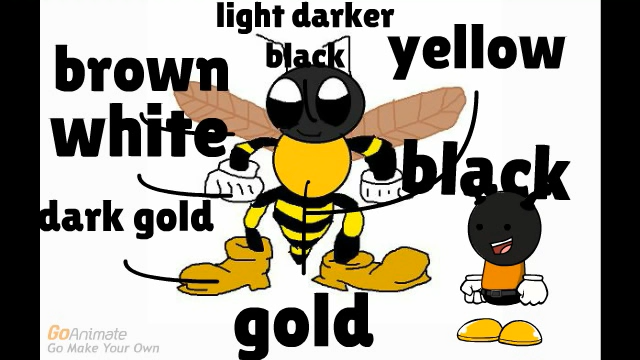 light darker
black
yellow
brown
white
black
dark gold
gold
GoAnimate
Go Make Your Own